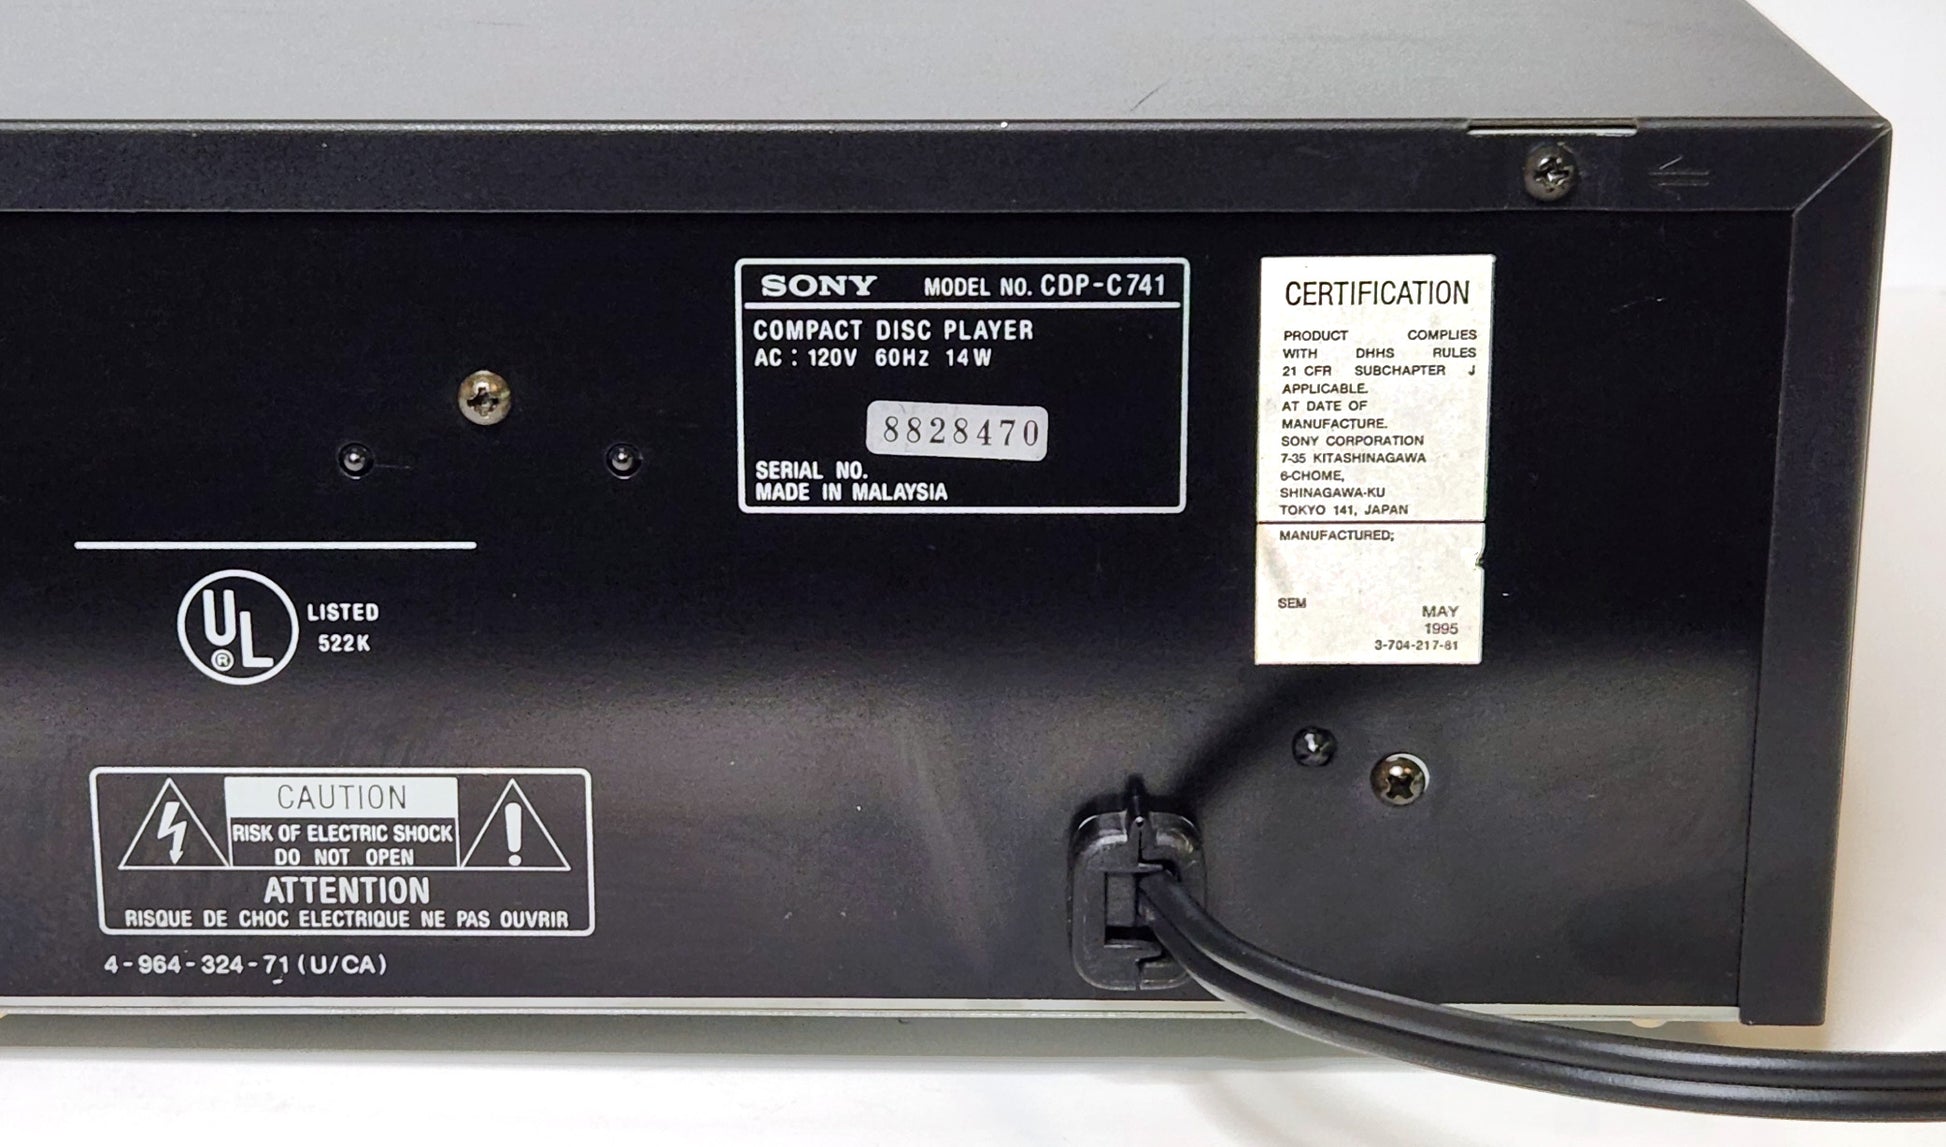 SONY MODEL NO. CDP-C741
COMPACT DISC PLAYER
AC : 120V 60HZ 14W
8828470
SERIAL NO.
MADE IN MALAYSIA
CERTIFICATION
PRODUCT COMPLIES
WITH DHHS RULES
21 CFR SUBCHAPTER J
APPLICABLE.
AT DATE OF
MANUFACTURE.
SONY CORPORATION
7-35 KITASHINAGAWA
6-CHOME,
SHINAGAWA-KU
TOKYO 141, JAPAN
MANUFACTURED;
SEM
MAY
1995
3-704-217-81
UL ®
LISTED
522K
CAUTION
RISK OF ELECTRIC SHOCK
DO NOT OPEN
ATTENTION
RISQUE DE CHOC ELECTRIQUE NE PAS OUVRIR
4-964-324-71(U/CA)